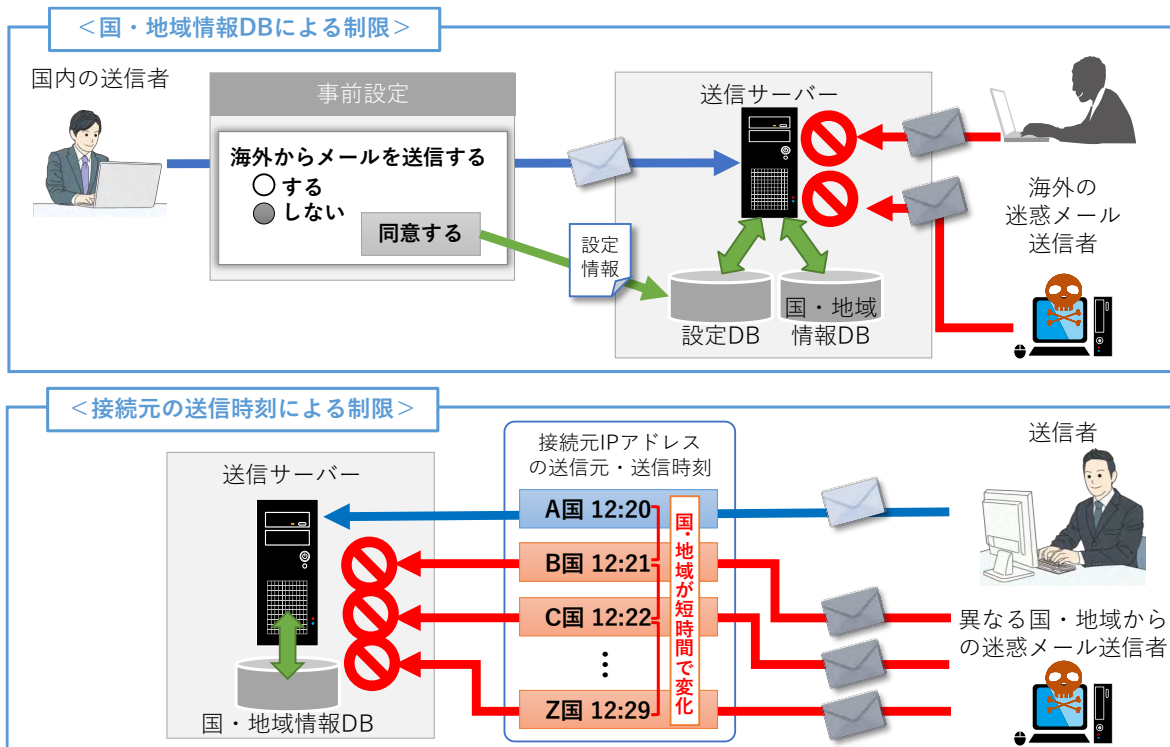 ＜国・地域情報DBによる制限＞
国内の送信者
事前設定
海外からメールを送信する
する
しない
同意する
設定
情報
送信サーバー
設定DB
国・地域
情報DB
海外の
迷惑メール
送信者
＜接続元の送信時刻による制限＞
送信サーバー
国・地域情報DB
接続元IPアドレス
の送信元・送信時刻
A国 12:20
B国 12:21
C国 12:22
⋮
Z国 12:29
国・地域が短時間で変化
送信者
異なる国・地域から
の迷惑メール送信者